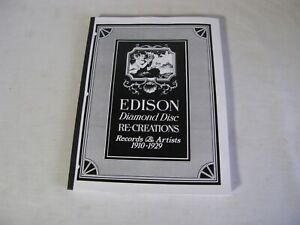 EDISON
Diamond Disc
RE-CREATIONS
Records & Artists
1910-1929